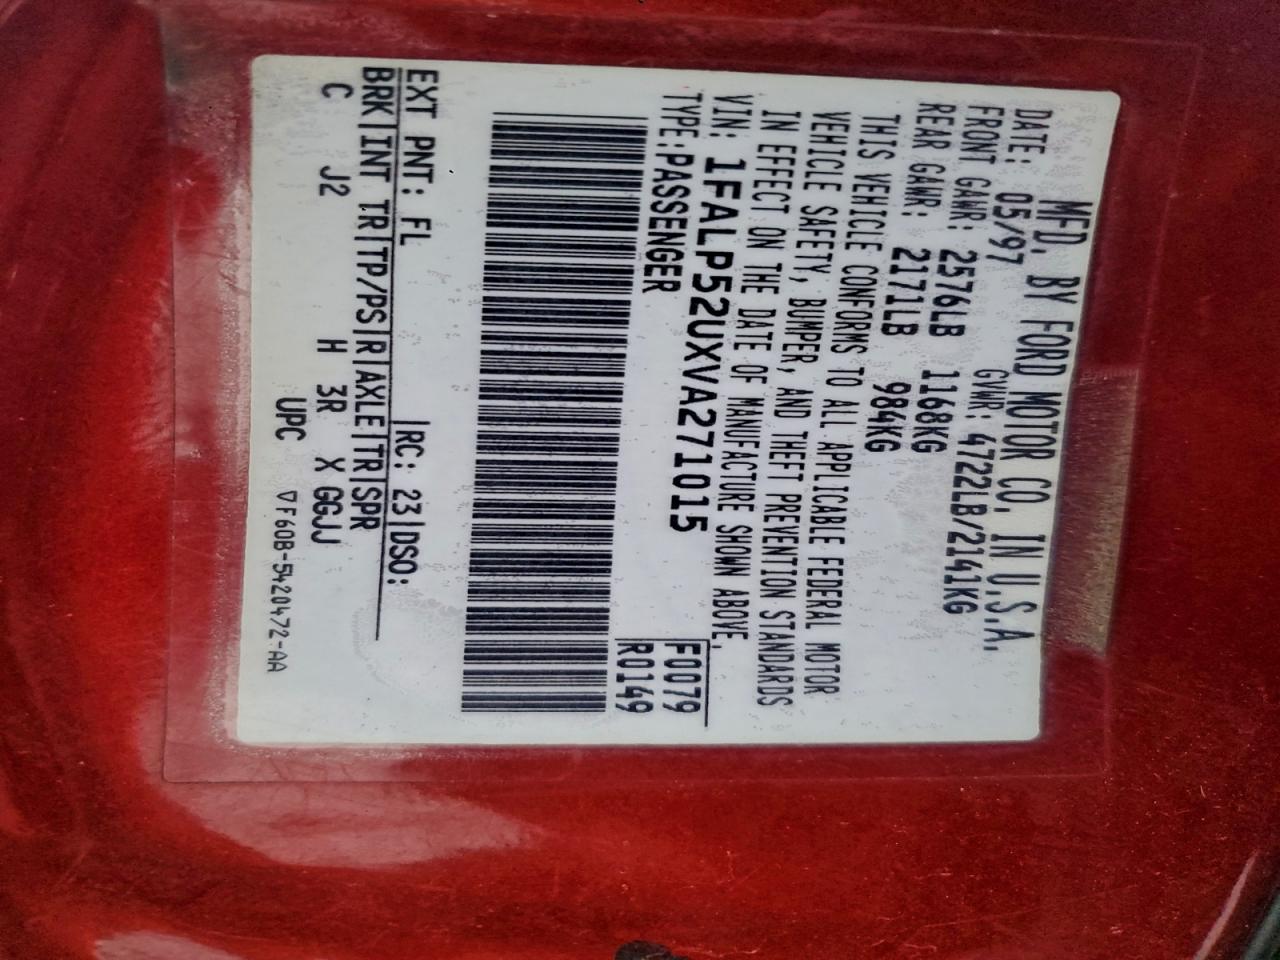 MFD. BY FORD MOTOR CO. IN U.S.A.
DATE: 05/97 GVWR: 4722LB/2141KG
FRONT GAWR: 2576LB 1168KG
REAR GAWR: 2171LB 984KG
THIS VEHICLE CONFORMS TO ALL APPLICABLE FEDERAL MOTOR
VEHICLE SAFETY, BUMPER, AND THEFT PREVENTION STANDARDS
IN EFFECT ON THE DATE OF MANUFACTURE SHOWN ABOVE.
VIN: 1FALP52UXVA271015
TYPE:PASSENGER
F0079
R0149
EXT PNT: FL |RC: 23|DSO:
BRK|INT TR|TP/PS|R|AXLE|TR|SPR
C J2 H 3R X GGJJ
UPC ▽F60B-5420472-AA